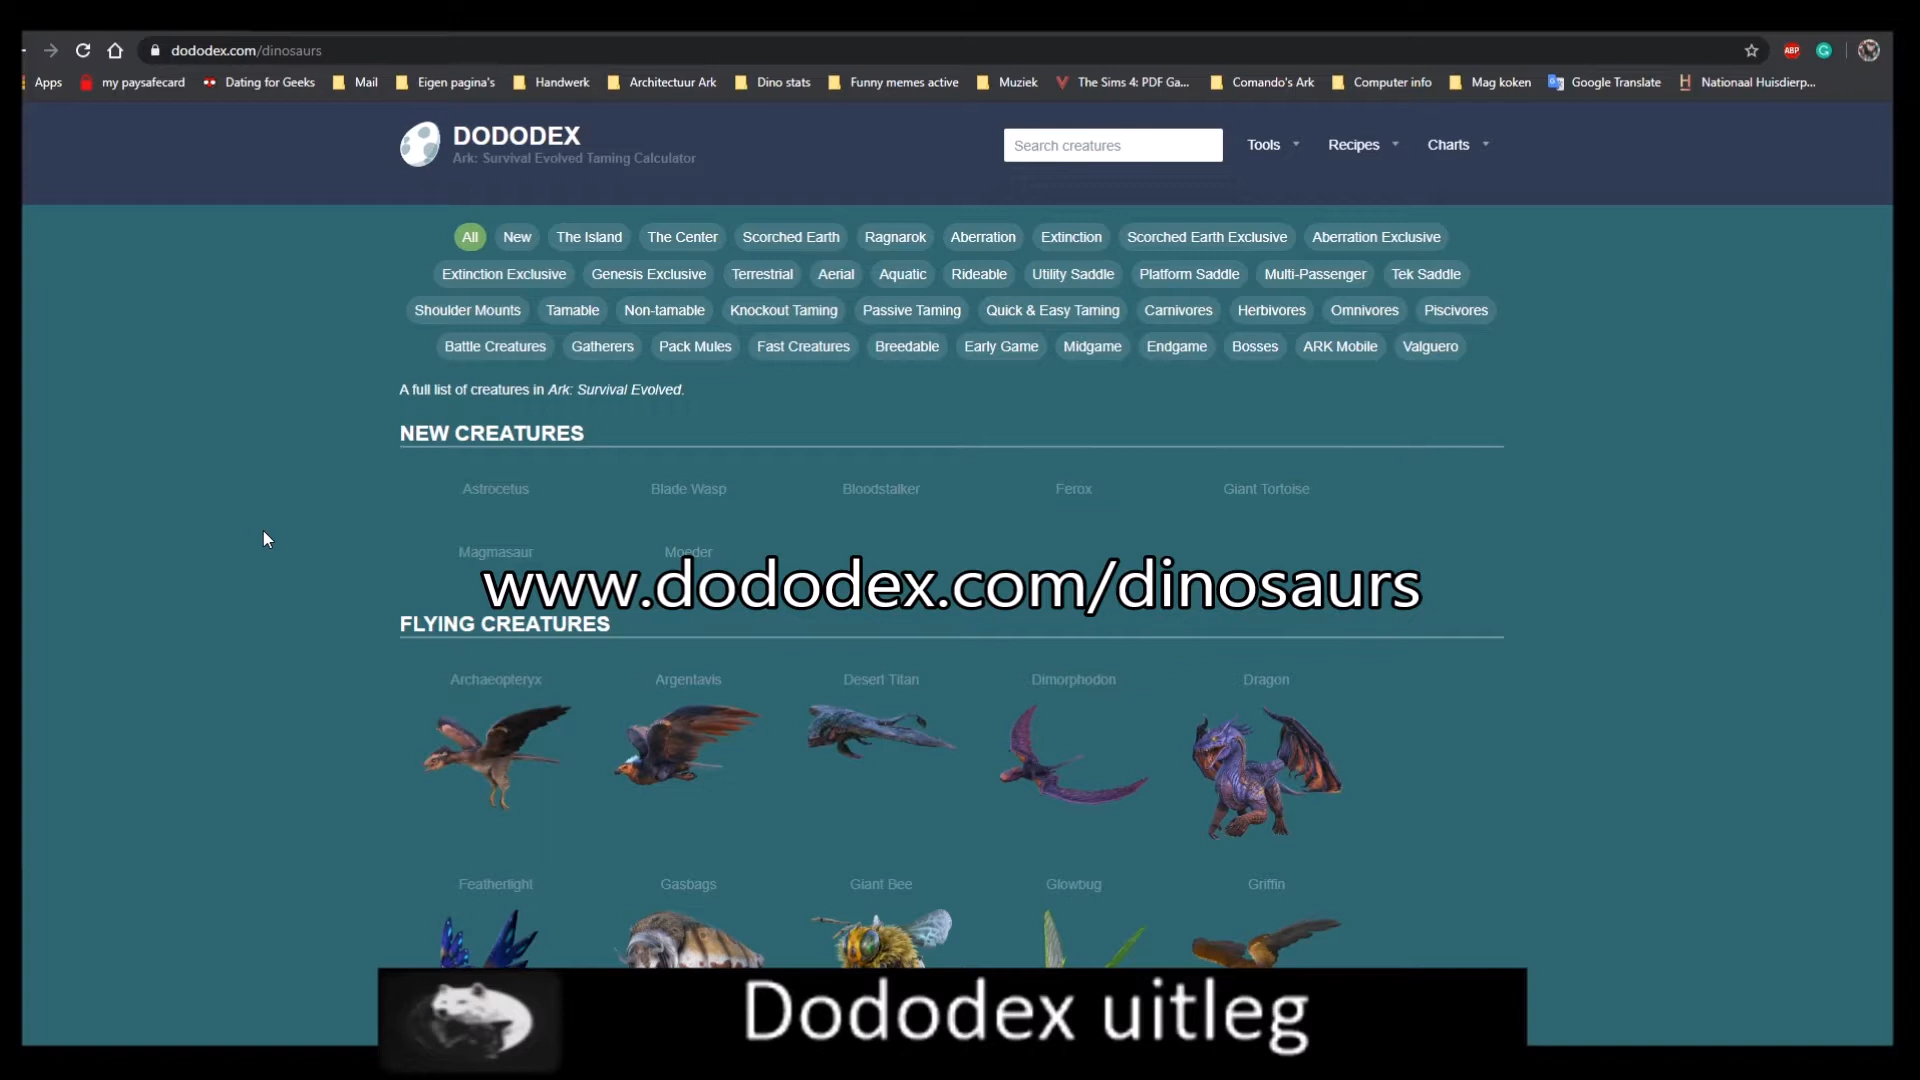 dododex.com/dinosaurs
ABP
Apps my paysafecard Dating for Geeks Mail Eigen pagina's Handwerk Architectuur Ark Dino stats Funny memes active Muziek The Sims 4: PDF Ga... Comando's Ark Computer info Mag koken Google Translate Nationaal Huisdierp...
DODODEX
Ark: Survival Evolved Taming Calculator
Search creatures Tools Recipes Charts
All New The Island The Center Scorched Earth Ragnarok Aberration Extinction Scorched Earth Exclusive Aberration Exclusive
Extinction Exclusive Genesis Exclusive Terrestrial Aerial Aquatic Rideable Utility Saddle Platform Saddle Multi-Passenger Tek Saddle
Shoulder Mounts Tamable Non-tamable Knockout Taming Passive Taming Quick & Easy Taming Carnivores Herbivores Omnivores Piscivores
Battle Creatures Gatherers Pack Mules Fast Creatures Breedable Early Game Midgame Endgame Bosses ARK Mobile Valguero
A full list of creatures in Ark: Survival Evolved.
NEW CREATURES
Astrocetus Blade Wasp Bloodstalker Ferox Giant Tortoise
Magmasaur Moeder
www.dododex.com/dinosaurs
FLYING CREATURES
Archaeopteryx Argentavis Desert Titan Dimorphodon Dragon
Featherlight Gasbags Giant Bee Glowbug Griffin
Dododex uitleg